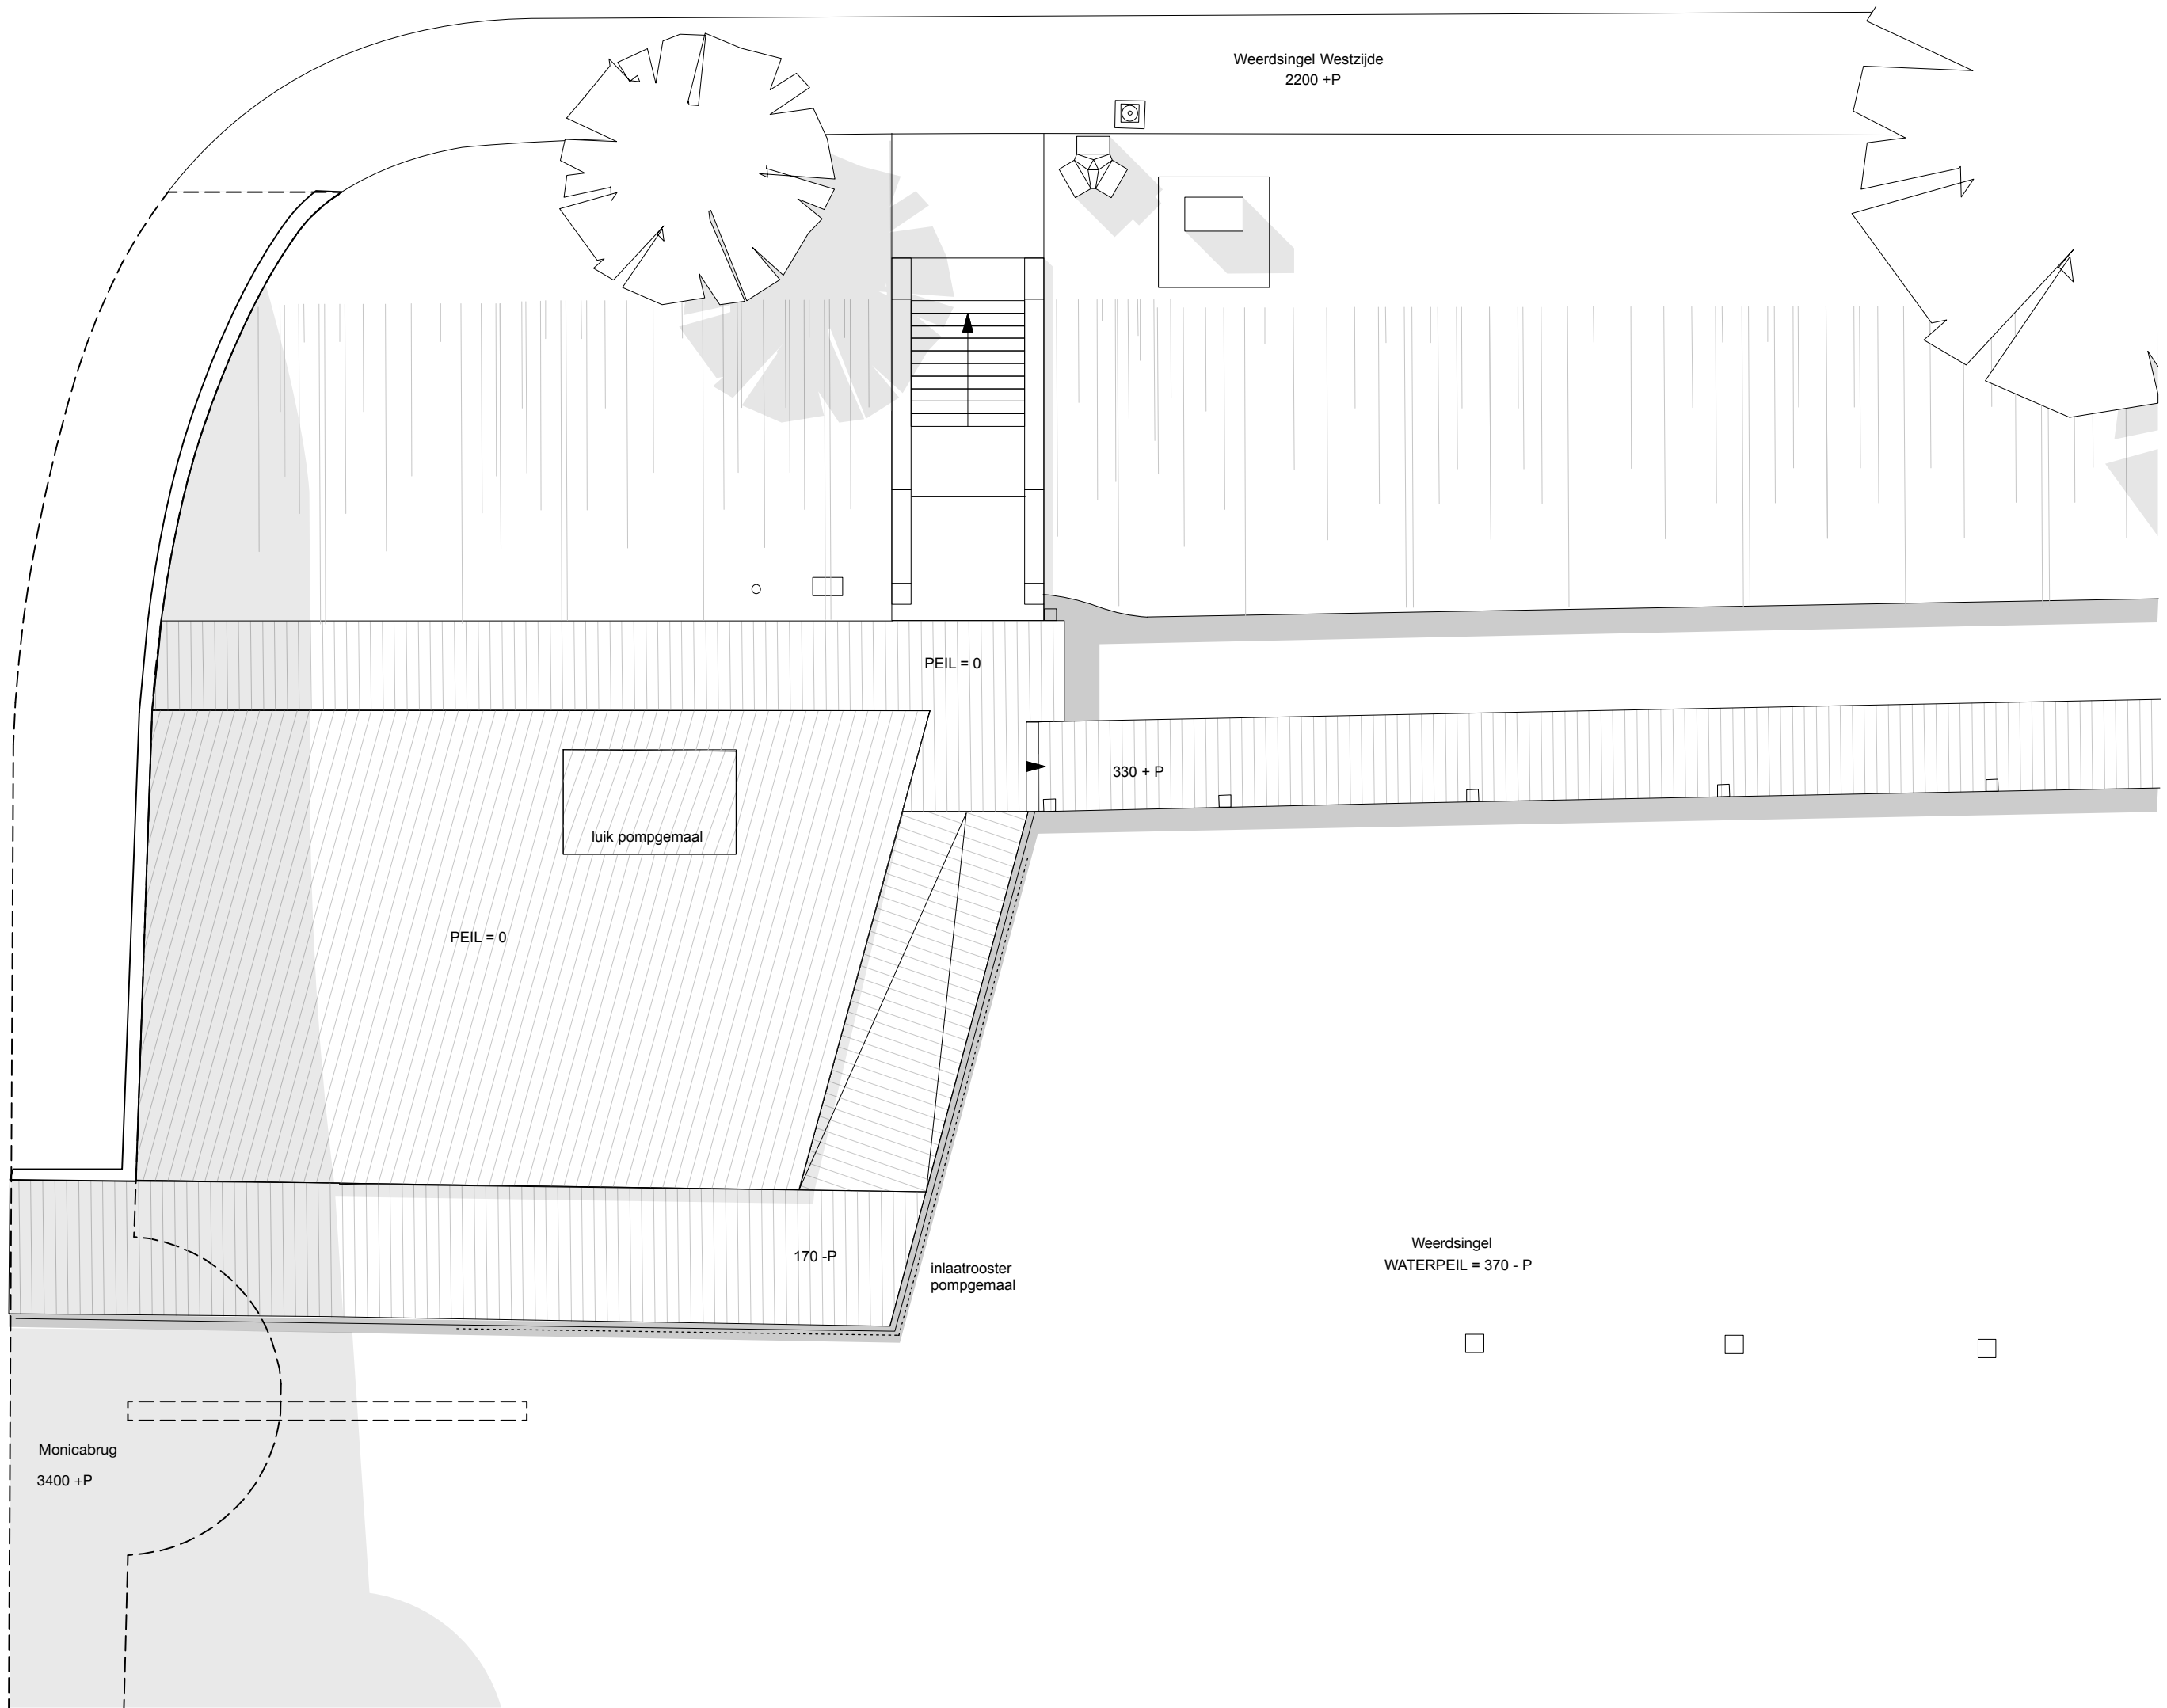 Weerdsingel Westzijde
2200 +P
PEIL = 0
330 + P
luik pompgemaal
PEIL = 0
170 -P
inlaatrooster
pompgemaal
Weerdsingel
WATERPEIL = 370 - P
Monicabrug
3400 +P